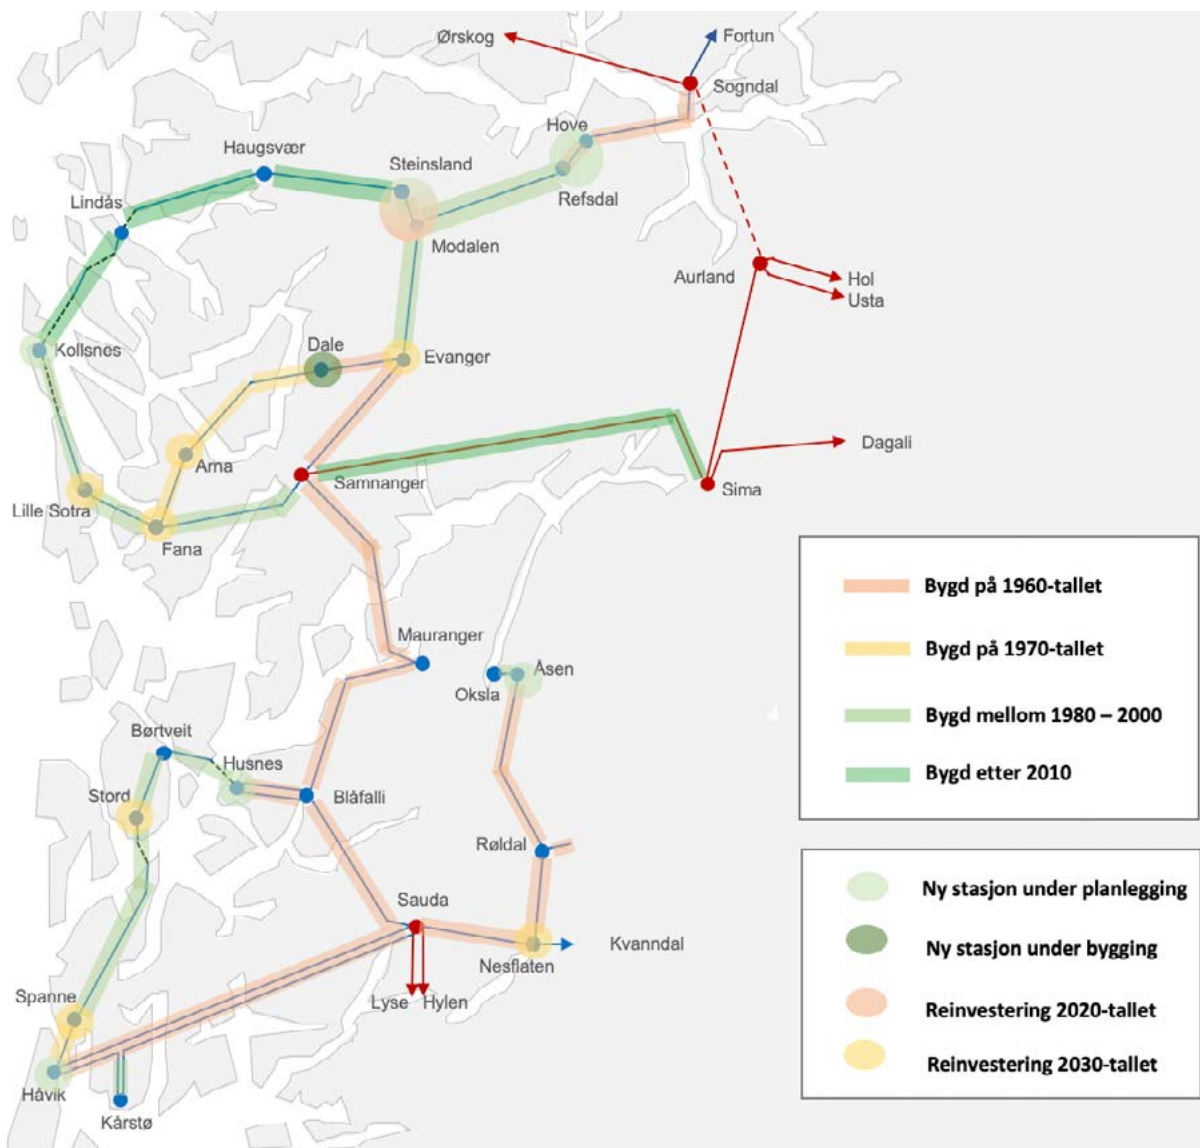 Ørskog
Fortun
Sogndal
Hove
Haugsvær
Steinsland
Lindås
Refsdal
Modalen
Aurland
Hol
Usta
Kollsnes
Dale
Evanger
Dagali
Arna
Samnanger
Sima
Lille Sotra
Fana
Bygd på 1960-tallet
Mauranger
Bygd på 1970-tallet
Åsen
Oksla
Bygd mellom 1980 – 2000
Børtveit
Husnes
Bygd etter 2010
Stord
Blåfalli
Røldal
Ny stasjon under planlegging
Sauda
Kvanndal
Ny stasjon under bygging
Nesflaten
Spanne
Lyse
Hylen
Reinvestering 2020-tallet
Reinvestering 2030-tallet
Håvik
Kårstø